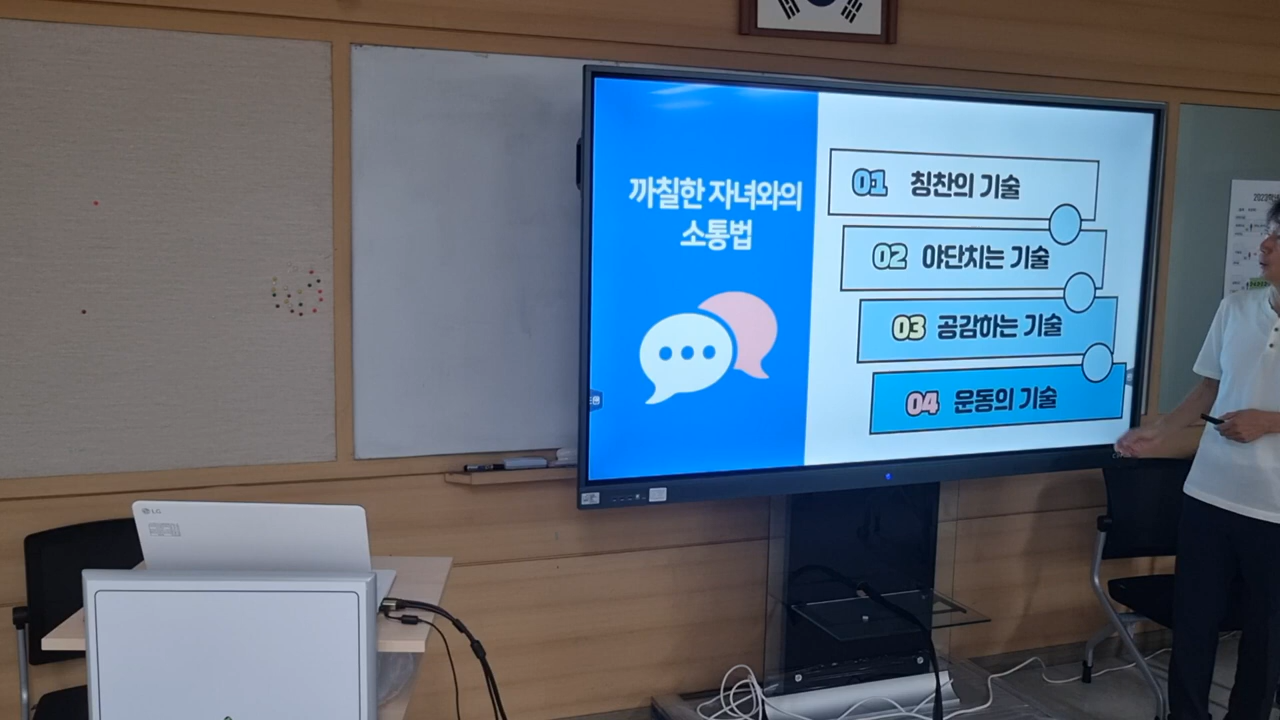 까칠한 자녀와의
소통법
01 칭찬의 기술
02 야단치는 기술
03 공감하는 기술
04 운동의 기술
LG